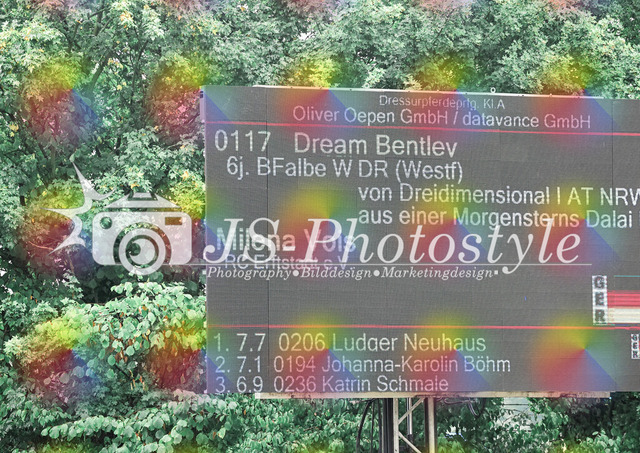 Dressurpferdeprfg. Kl.A
Oliver Oepen GmbH / datavance GmbH
0117 Dream Bentley
6j. BFalbe W DR (Westf)
von Dreidimensional I AT NRW
aus einer Morgensterns Dalai
JS-Photostyle
Photography•Bilddesign•Marketingdesign•
GER
1. 7.7 0206 Ludger Neuhaus
2. 7.1 0194 Johanna-Karolin Böhm
3. 6.9 0236 Katrin Schmale